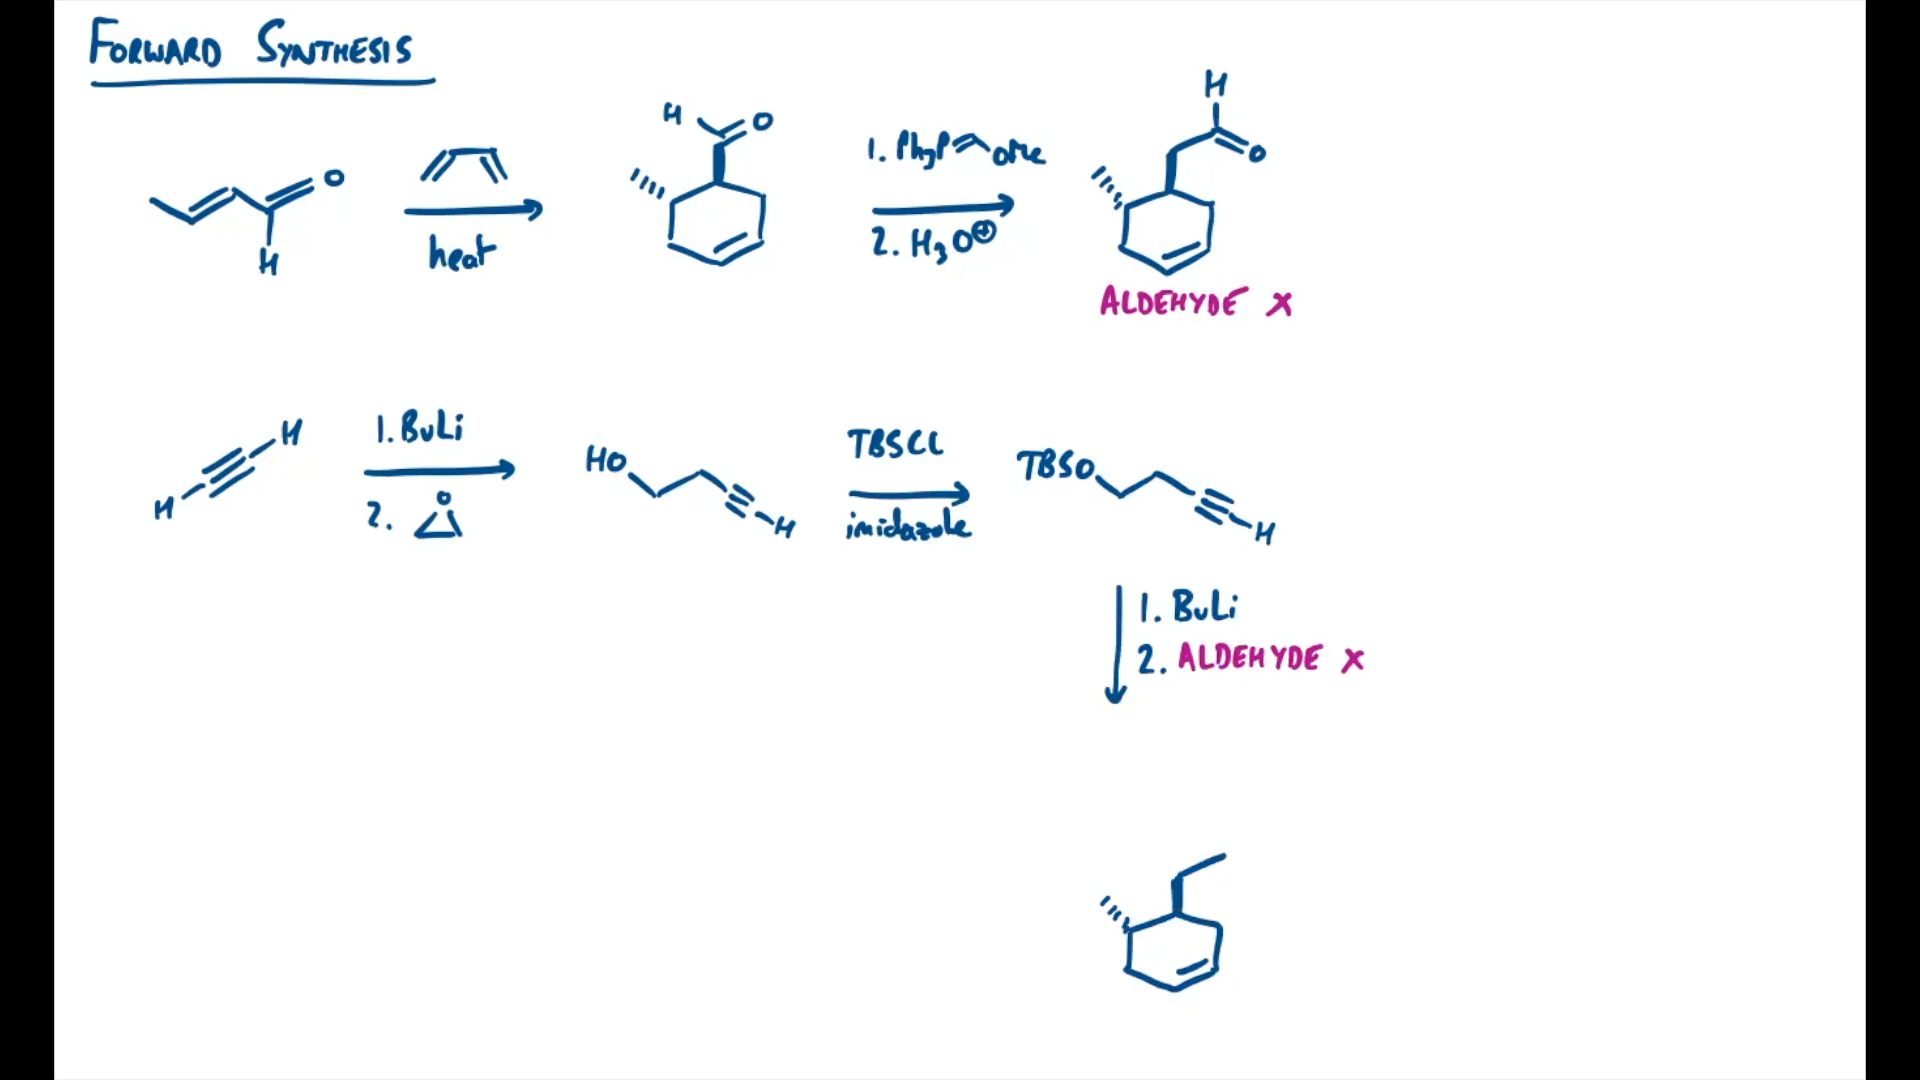 FORWARD SYNTHESIS
H
H O 1. Ph3P OMe O
O
heat 2. H3O⊕
H
ALDEHYDE X
H 1. BuLi HO TBSCl TBSO
H 2. O H imidazole H
1. BuLi
2. ALDEHYDE X